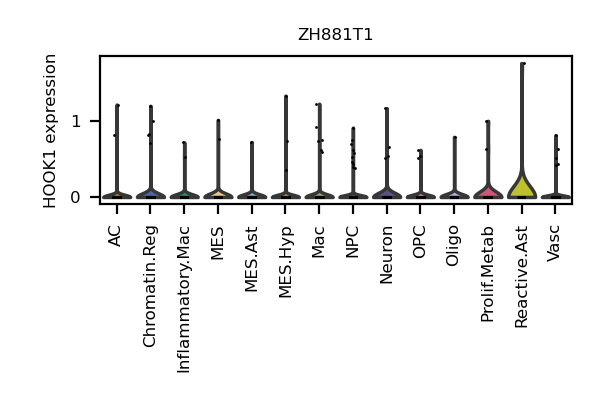 ZH881T1
HOOK1 expression
1
0
AC
Chromatin.Reg
Inflammatory.Mac
MES
MES.Ast
MES.Hyp
Mac
NPC
Neuron
OPC
Oligo
Prolif.Metab
Reactive.Ast
Vasc